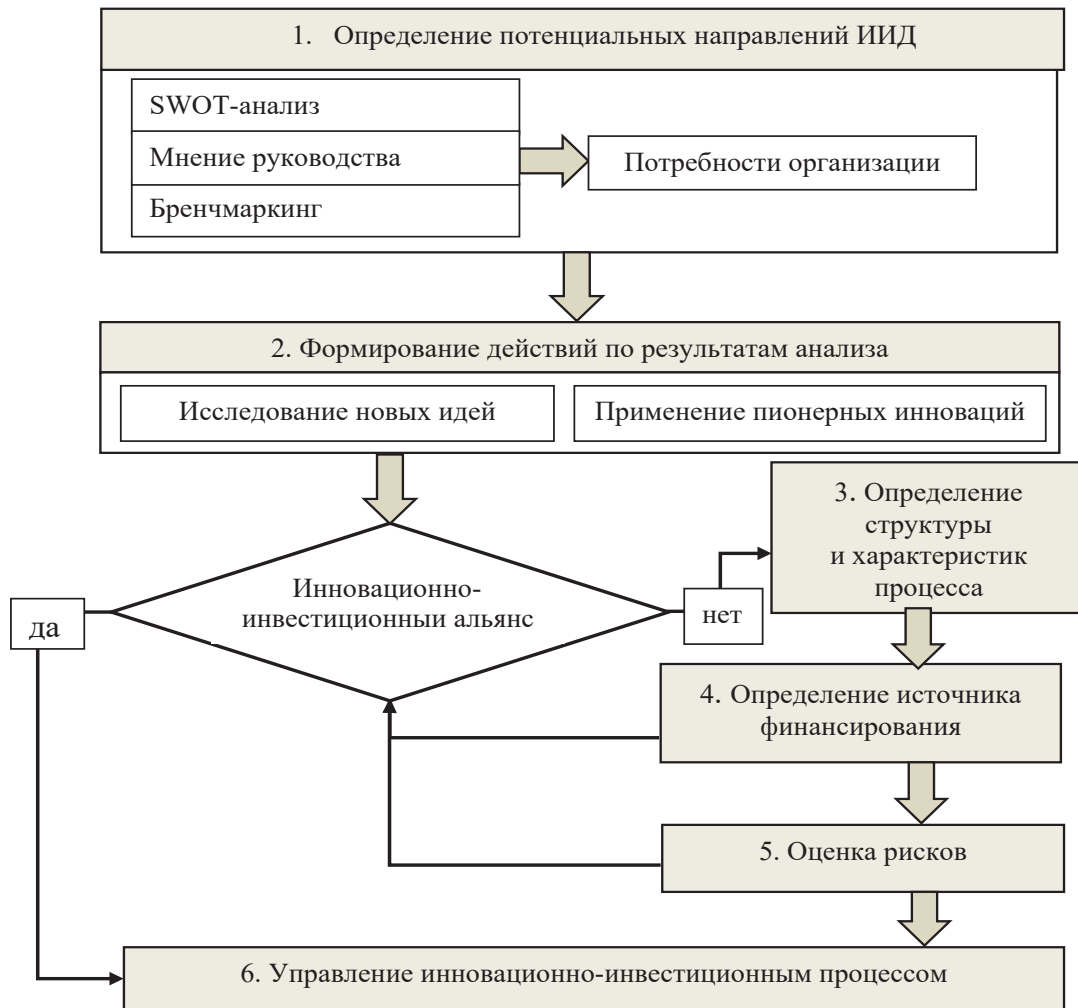 1. Определение потенциальных направлений ИИД
SWOT-анализ
Мнение руководства
Бренчмаркинг
Потребности организации
2. Формирование действий по результатам анализа
Исследование новых идей
Применение пионерных инноваций
3. Определение
структуры
и характеристик
процесса
Инновационно-
инвестиционныи альянс
да
нет
4. Определение источника
финансирования
5. Оценка рисков
6. Управление инновационно-инвестиционным процессом